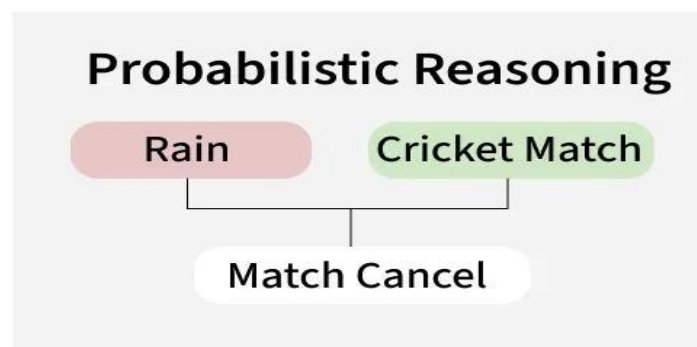 Probabilistic Reasoning
Rain
Cricket Match
Match Cancel